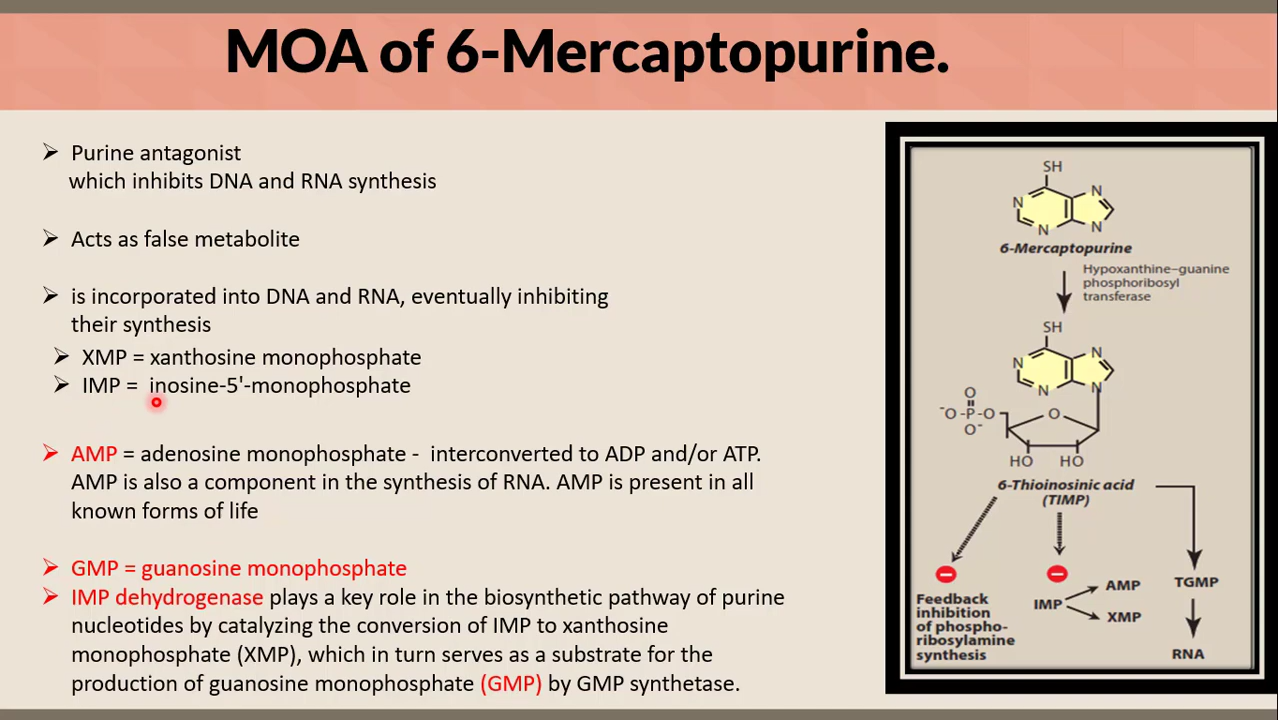 MOA of 6-Mercaptopurine.
➢ Purine antagonist
which inhibits DNA and RNA synthesis
➢ Acts as false metabolite
➢ is incorporated into DNA and RNA, eventually inhibiting
their synthesis
➢ XMP = xanthosine monophosphate
➢ IMP = inosine-5'-monophosphate
➢ AMP = adenosine monophosphate - interconverted to ADP and/or ATP.
AMP is also a component in the synthesis of RNA. AMP is present in all
known forms of life
➢ GMP = guanosine monophosphate
➢ IMP dehydrogenase plays a key role in the biosynthetic pathway of purine
nucleotides by catalyzing the conversion of IMP to xanthosine
monophosphate (XMP), which in turn serves as a substrate for the
production of guanosine monophosphate (GMP) by GMP synthetase.
SH
N
N
N
N
6-Mercaptopurine
Hypoxanthine–guanine
phosphoribosyl
transferase
SH
N
N
N
N
O
⁻O-P-O
O⁻
O
HO HO
6-Thioinosinic acid
(TIMP)
Feedback
inhibition
of phospho-
ribosylamine
synthesis
IMP
AMP
XMP
TGMP
RNA